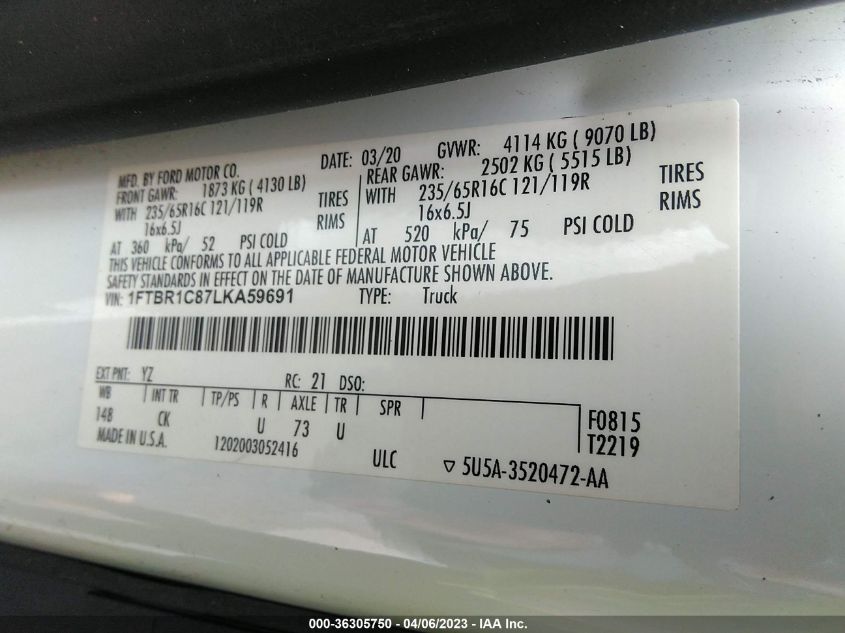 MFD. BY FORD MOTOR CO.
DATE: 03/20 GVWR: 4114 KG ( 9070 LB)
FRONT GAWR: 1873 KG ( 4130 LB)
REAR GAWR: 2502 KG ( 5515 LB)
WITH 235/65R16C 121/119R TIRES
WITH 235/65R16C 121/119R TIRES
16x6.5J RIMS
16x6.5J RIMS
AT 360 kPa/ 52 PSI COLD
AT 520 kPa/ 75 PSI COLD
THIS VEHICLE CONFORMS TO ALL APPLICABLE FEDERAL MOTOR VEHICLE
SAFETY STANDARDS IN EFFECT ON THE DATE OF MANUFACTURE SHOWN ABOVE.
VIN: 1FTBR1C87LKA59691 TYPE: Truck
EXT PNT: YZ RC: 21 DSO:
WB INT TR TP/PS R AXLE TR SPR
148 CK U 73 U
F0815
T2219
MADE IN U.S.A. 1202003052416 ULC ▽ 5U5A-3520472-AA
000-36305750 - 04/06/2023 - IAA Inc.